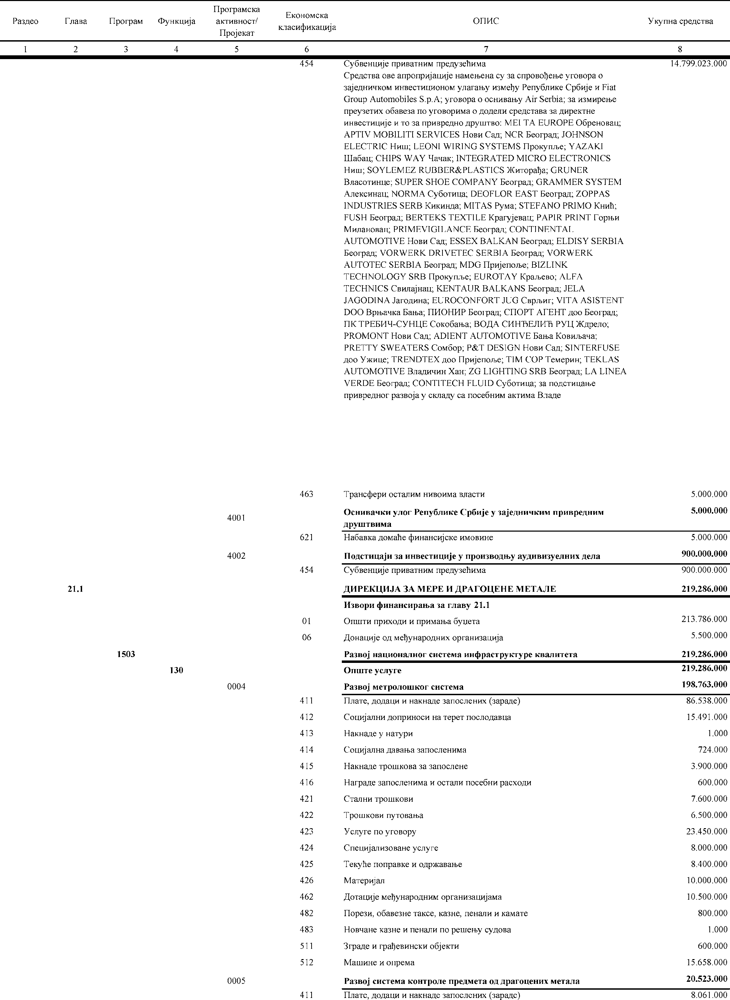 Раздео Глава Програм Функција Програмска активност/ Пројекат Економска класификација ОПИС Укупна средства
1 2 3 4 5 6 7 8
454 Субвенције приватним предузећима 14.799.023.000
Средства ове апропријације намењена су за спровођење уговора о
заједничком инвестиционом улагању између Републике Србије и Fiat
Group Automobiles S.p.A; уговора о оснивању Air Serbia; за измирење
преузетих обавеза по уговорима о додели средстава за директне
инвестиције и то за привредно друштво: MEI TA EUROPE Обреновац;
APTIV MOBILITI SERVICES Нови Сад; NCR Београд; JOHNSON
ELECTRIC Ниш; LEONI WIRING SYSTEMS Прокупље; YAZAKI
Шабац; CHIPS WAY Чачак; INTEGRATED MICRO ELECTRONICS
Ниш; SOYLEMEZ RUBBER&PLASTICS Житорађа; GRUNER
Власотинце; SUPER SHOE COMPANY Београд; GRAMMER SYSTEM
Алексинац; NORMA Суботица; DEOFLOR EAST Београд; ZOPPAS
INDUSTRIES SERB Кикинда; MITAS Рума; STEFANO PRIMO Кнић;
FUSH Београд; BERTEKS TEXTILE Крагујевац; PAPIR PRINT Горњи
Милановац; PRIMEVIGILANCE Београд; CONTINENTAL
AUTOMOTIVE Нови Сад; ESSEX BALKAN Београд; ELDISY SERBIA
Београд; VORWERK DRIVETEC SERBIA Београд; VORWERK
AUTOTEC SERBIA Београд; MDG Пријепоље; BIZLINK
TECHNOLOGY SRB Прокупље; EUROTAY Краљево; ALFA
TECHNICS Свилајнац; KENTAUR BALKANS Београд; JELA
JAGODINA Јагодина; EUROCONFORT JUG Сврљиг; VITA ASISTENT
DOO Врњачка Бања; ПИОНИР Београд; СПОРТ АГЕНТ доо Београд;
ПК ТРЕБИЧ-СУНЦЕ Сокобања; ВОДА СИНЂЕЛИЋ РУЦ Ждрело;
PROMONT Нови Сад; ADIENT AUTOMOTIVE Бања Ковиљача;
PRETTY SWEATERS Сомбор; P&T DESIGN Нови Сад; SINTERFUSE
доо Ужице; TRENDTEX доо Пријепоље; TIM COP Темерин; TEKLAS
AUTOMOTIVE Владичин Хан; ZG LIGHTING SRB Београд; LA LINEA
VERDE Београд; CONTITECH FLUID Суботица; за подстицање
привредног развоја у складу са посебним актима Владе
463 Трансфери осталим нивоима власти 5.000.000
4001 Оснивачки улог Републике Србије у заједничким привредним 5.000.000
друштвима
621 Набавка домаће финансијске имовине 5.000.000
4002 Подстицаји за инвестиције у производњу аудивизуелних дела 900.000.000
454 Субвенције приватним предузећима 900.000.000
21.1 ДИРЕКЦИЈА ЗА МЕРЕ И ДРАГОЦЕНЕ МЕТАЛЕ 219.286.000
Извори финансирања за главу 21.1
01 Општи приходи и примања буџета 213.786.000
06 Донације од међународних организација 5.500.000
1503 Развој националног система инфраструктуре квалитета 219.286.000
130 Опште услуге 219.286.000
0004 Развој метролошког система 198.763.000
411 Плате, додаци и накнаде запослених (зараде) 86.538.000
412 Социјални доприноси на терет послодавца 15.491.000
413 Накнаде у натури 1.000
414 Социјална давања запосленима 724.000
415 Накнаде трошкова за запослене 3.900.000
416 Награде запосленима и остали посебни расходи 600.000
421 Стални трошкови 7.600.000
422 Трошкови путовања 6.500.000
423 Услуге по уговору 23.450.000
424 Специјализоване услуге 8.000.000
425 Текуће поправке и одржавање 8.400.000
426 Материјал 10.000.000
462 Дотације међународним организацијама 10.500.000
482 Порези, обавезне таксе, казне, пенали и камате 800.000
483 Новчане казне и пенали по решењу судова 1.000
511 Зграде и грађевински објекти 600.000
512 Машине и опрема 15.658.000
0005 Развој система контроле предмета од драгоцених метала 20.523.000
411 Плате, додаци и накнаде запослених (зараде) 8.061.000